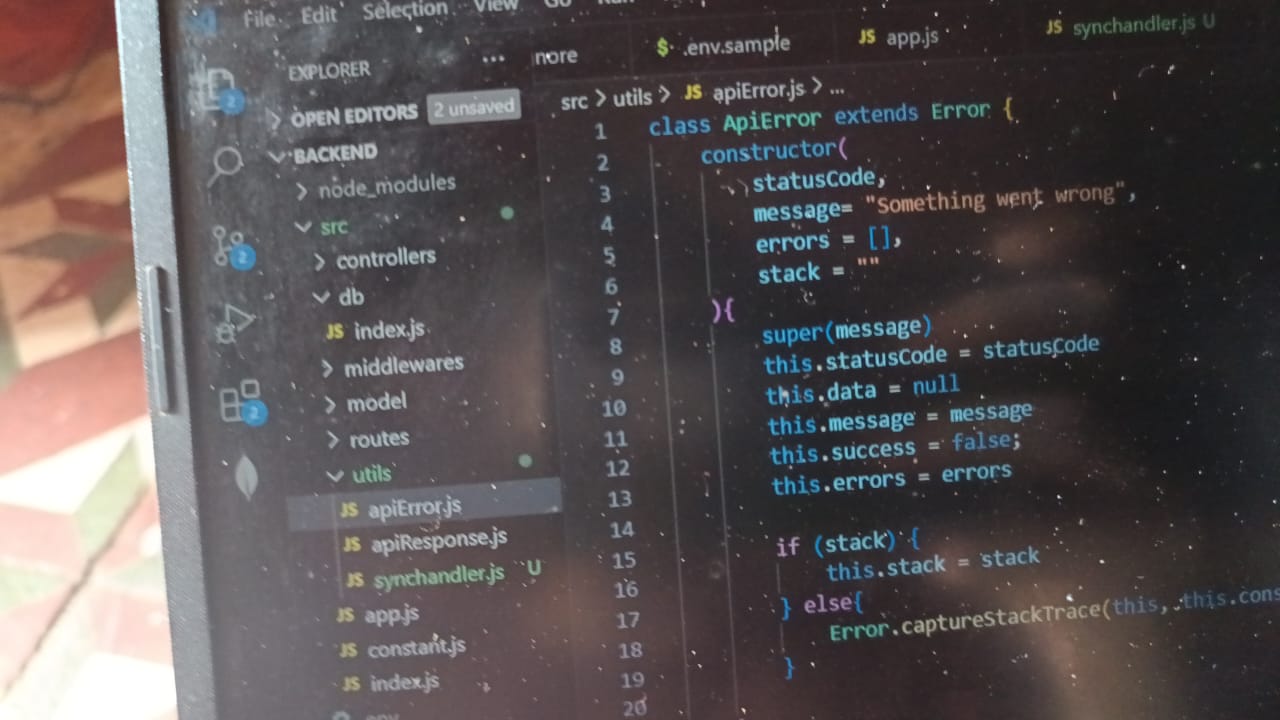 File Edit Selection View Go
EXPLORER ...
OPEN EDITORS 2 unsaved
BACKEND
node_modules
src
controllers
db
JS index.js
middlewares
model
routes
utils
JS apiError.js
JS apiResponse.js
JS synchandler.js U
JS app.js
JS constant.js
JS index.js
2
2
2
nore $ .env.sample JS app.js JS synchandler.js U
src > utils > JS apiError.js > ...
1 class ApiError extends Error {
2 constructor(
3 statusCode,
4 message= "Something went wrong",
5 errors = [],
6 stack = ""
7 ){
8 super(message)
9 this.statusCode = statusCode
10 this.data = null
11 this.message = message
12 this.success = false;
13 this.errors = errors
14
15 if (stack) {
16 this.stack = stack
17 } else{
18 Error.captureStackTrace(this, this.cons
19 }
20